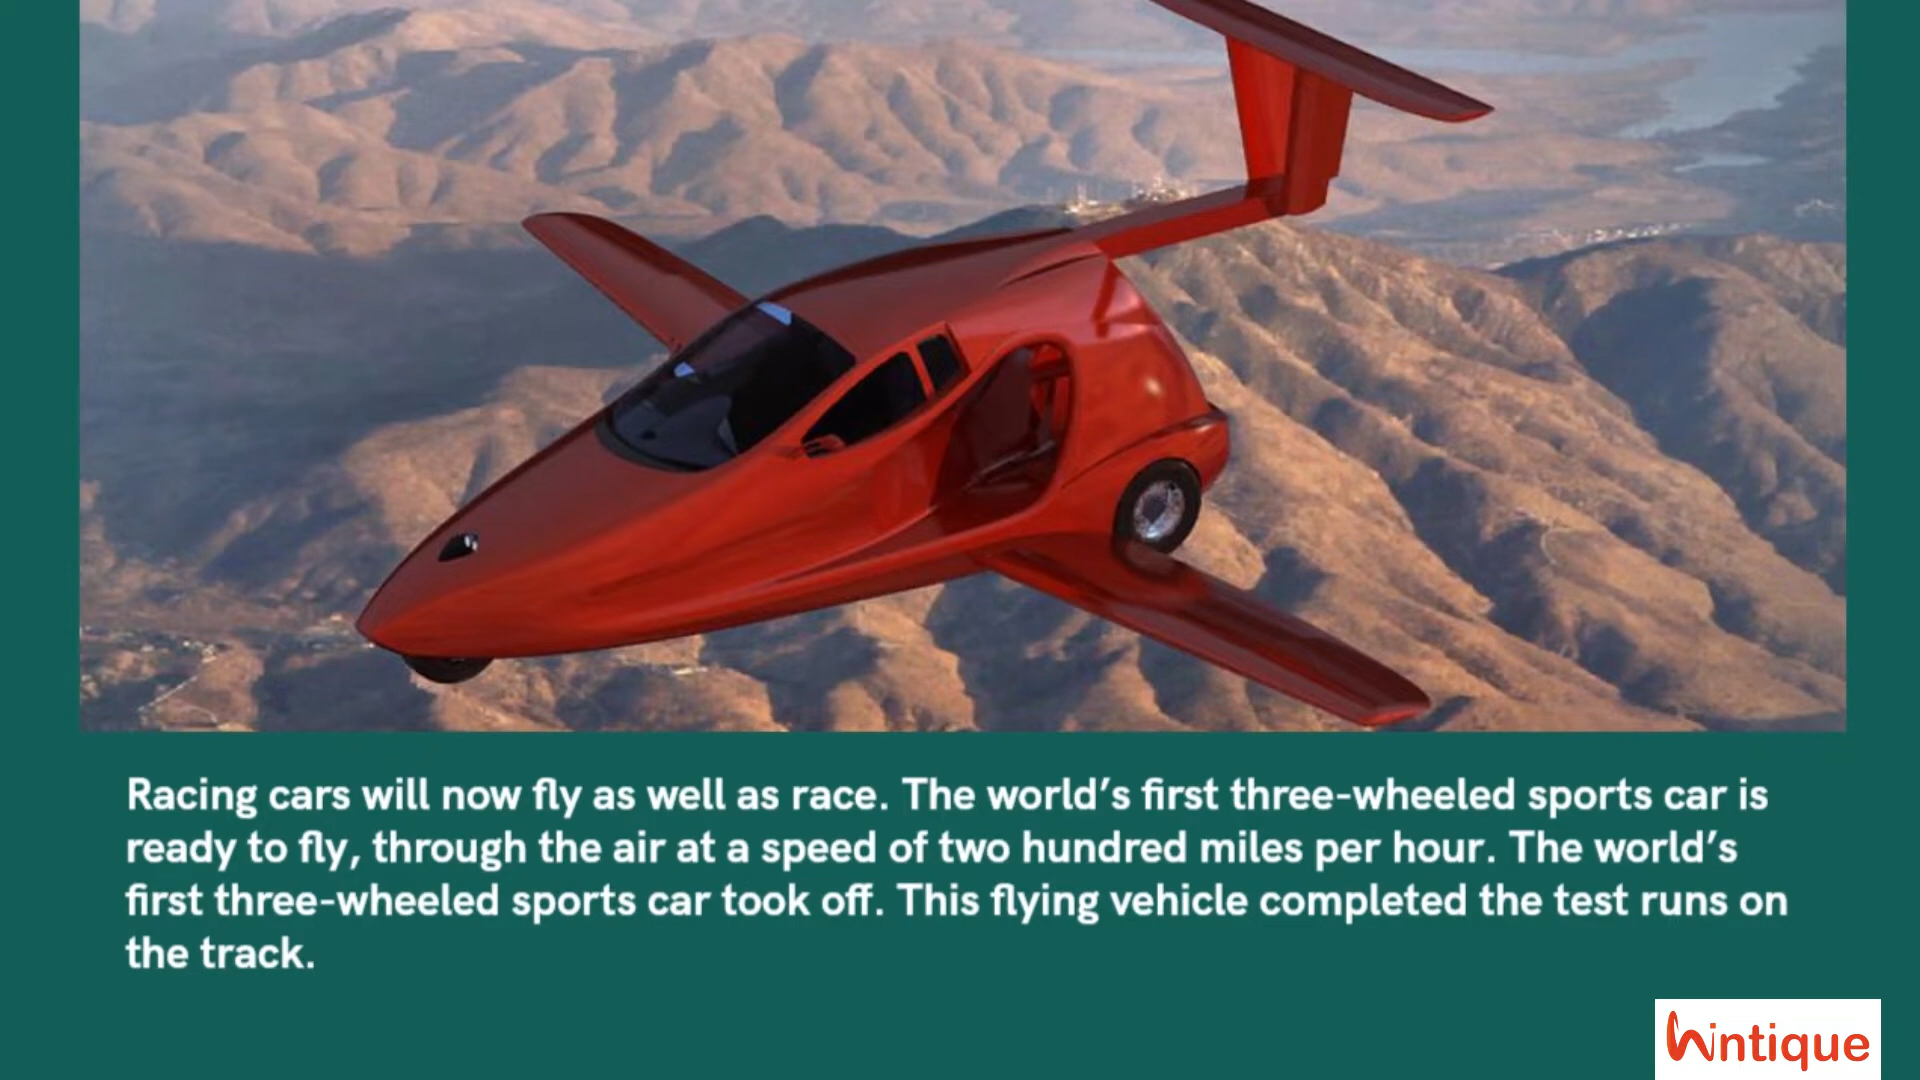 Racing cars will now fly as well as race. The world’s first three-wheeled sports car is
ready to fly, through the air at a speed of two hundred miles per hour. The world’s
first three-wheeled sports car took off. This flying vehicle completed the test runs on
the track.
Wintique